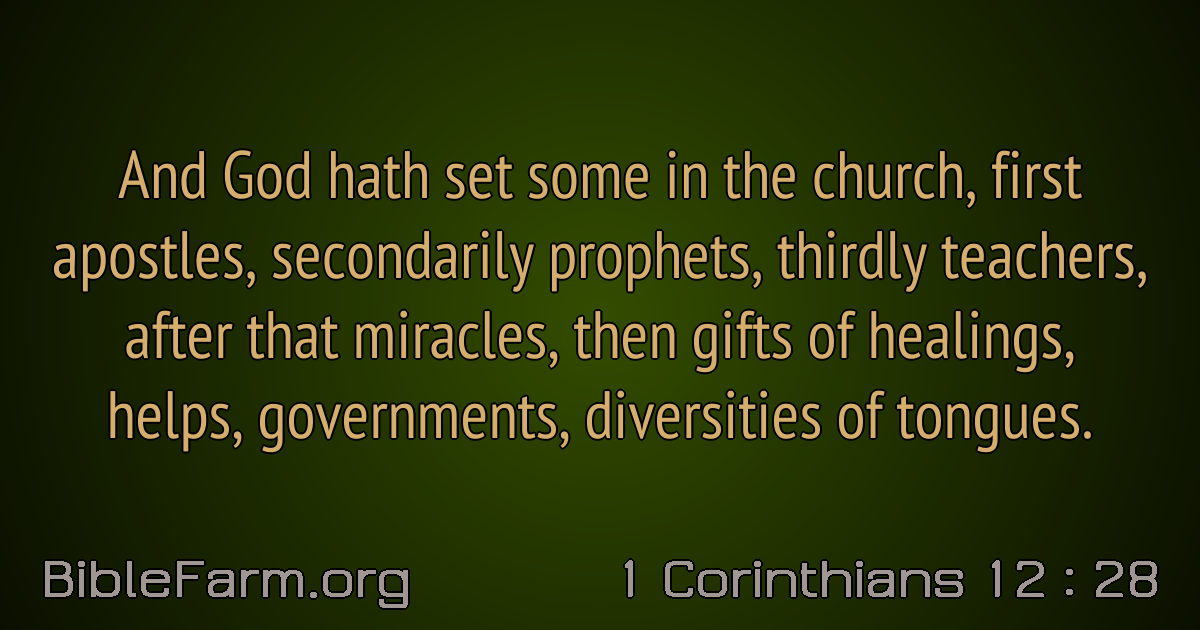 And God hath set some in the church, first
apostles, secondarily prophets, thirdly teachers,
after that miracles, then gifts of healings,
helps, governments, diversities of tongues.
BibleFarm.org
1 Corinthians 12 : 28